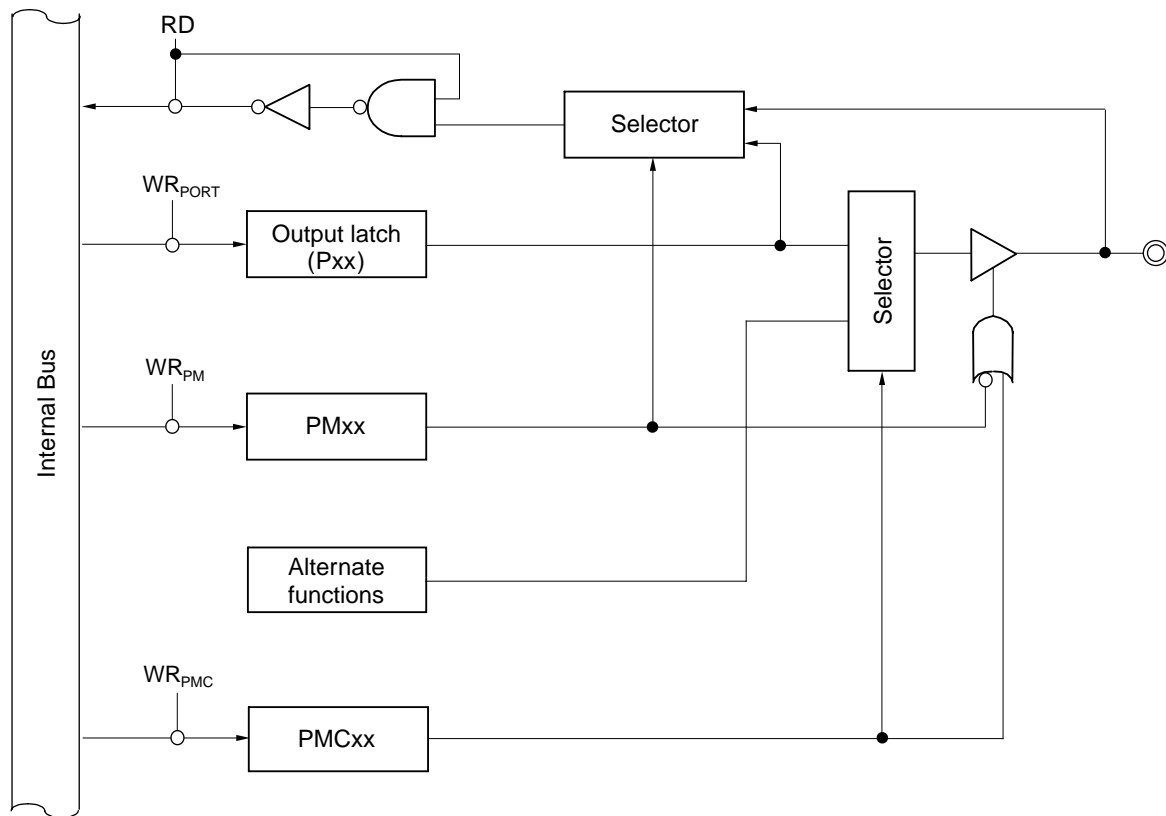 RD
Selector
WRPORT
Output latch
(Pxx)
Selector
WRPM
PMxx
Internal Bus
Alternate
functions
WRPMC
PMCxx